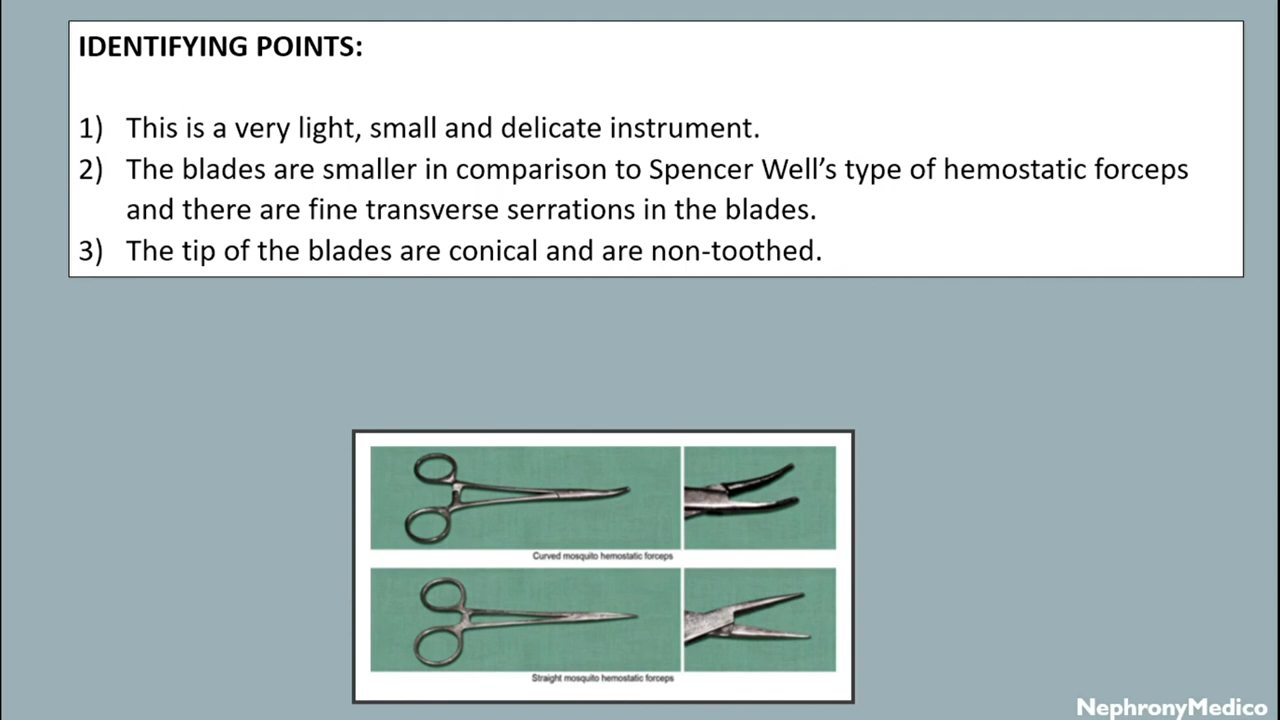 IDENTIFYING POINTS:
1) This is a very light, small and delicate instrument.
2) The blades are smaller in comparison to Spencer Well’s type of hemostatic forceps
and there are fine transverse serrations in the blades.
3) The tip of the blades are conical and are non-toothed.
Curved mosquito hemostatic forceps
Straight mosquito hemostatic forceps
NephronyMedico